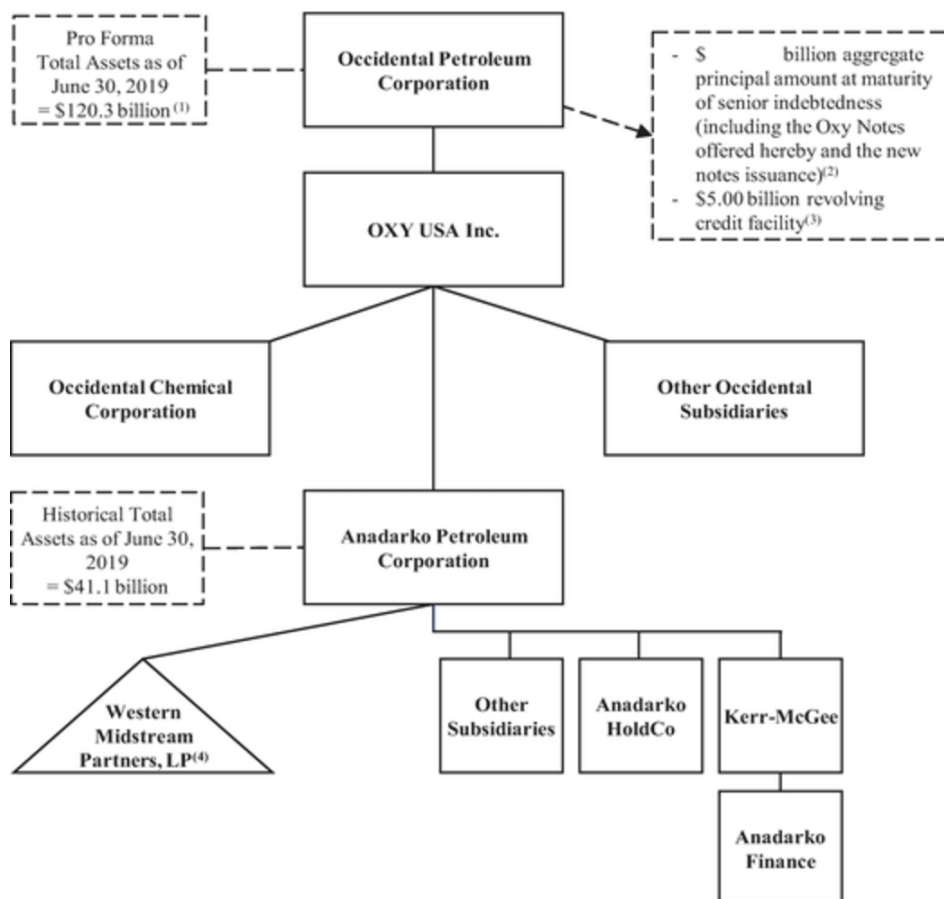 Pro Forma
Total Assets as of
June 30, 2019
= $120.3 billion (1)
Occidental Petroleum
Corporation
- $ billion aggregate
principal amount at maturity
of senior indebtedness
(including the Oxy Notes
offered hereby and the new
notes issuance)(2)
- $5.00 billion revolving
credit facility(3)
OXY USA Inc.
Occidental Chemical
Corporation
Other Occidental
Subsidiaries
Historical Total
Assets as of June 30,
2019
= $41.1 billion
Anadarko Petroleum
Corporation
Western
Midstream
Partners, LP(4)
Other
Subsidiaries
Anadarko
HoldCo
Kerr-McGee
Anadarko
Finance